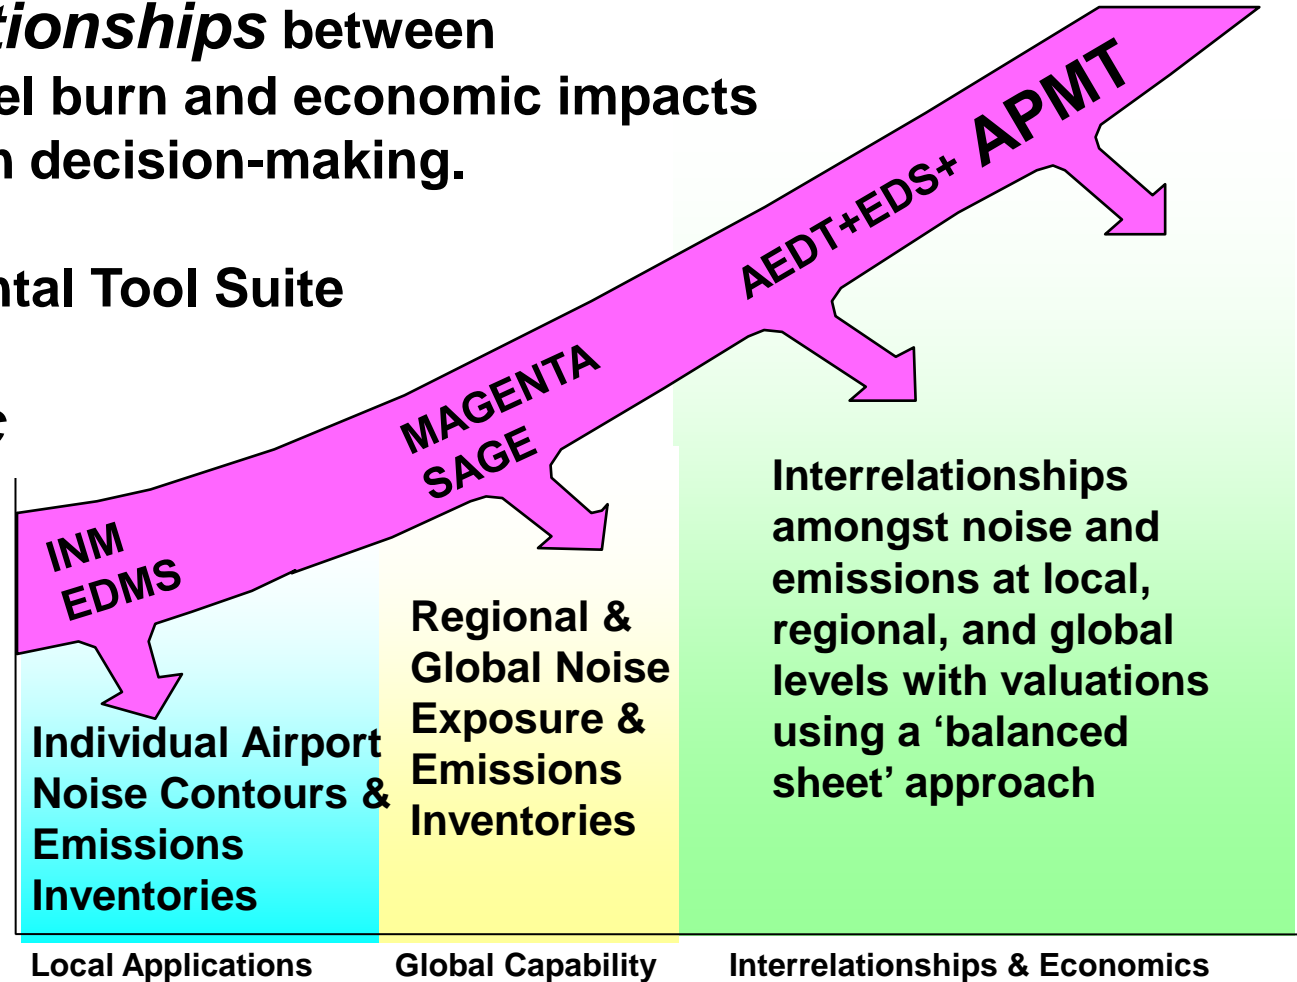 tionships between
el burn and economic impacts
n decision-making.
ntal Tool Suite
AEDT+EDS+ APMT
MAGENTA
SAGE
INM
EDMS
Interrelationships
amongst noise and
emissions at local,
regional, and global
levels with valuations
using a ‘balanced
sheet’ approach
Regional &
Global Noise
Exposure &
Emissions
Inventories
Individual Airport
Noise Contours &
Emissions
Inventories
Local Applications
Global Capability
Interrelationships & Economics